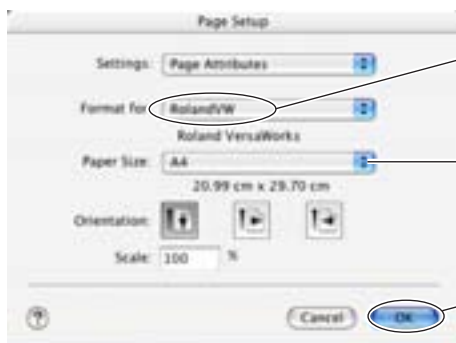 Page Setup
Settings: Page Attributes
Format for: RolandVW
Roland VersaWorks
Paper Size: A4
20.99 cm x 29.70 cm
Orientation:
Scale: 100 %
? Cancel OK